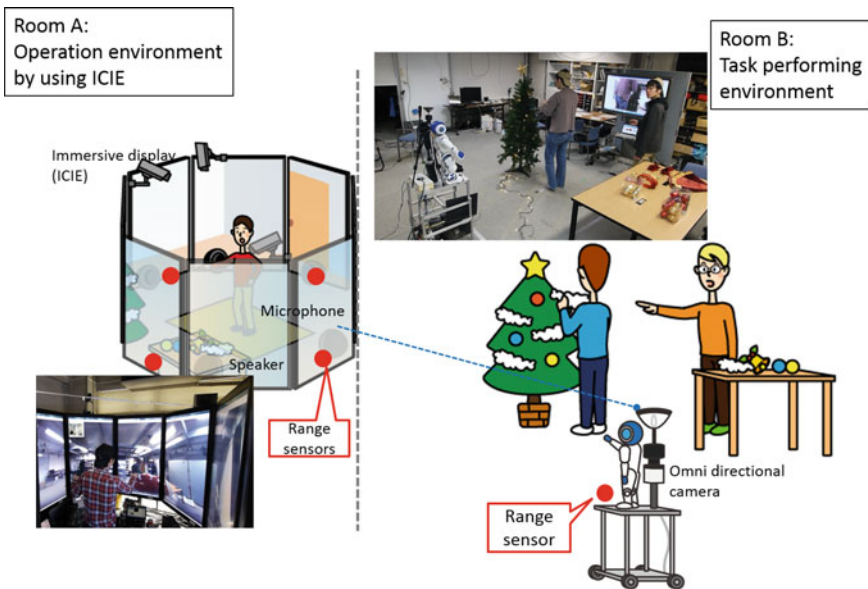 Room A:
Operation environment
by using ICIE
Room B:
Task performing
environment
Immersive display
(ICIE)
Microphone
Speaker
Range
sensors
Omni directional
camera
Range
sensor